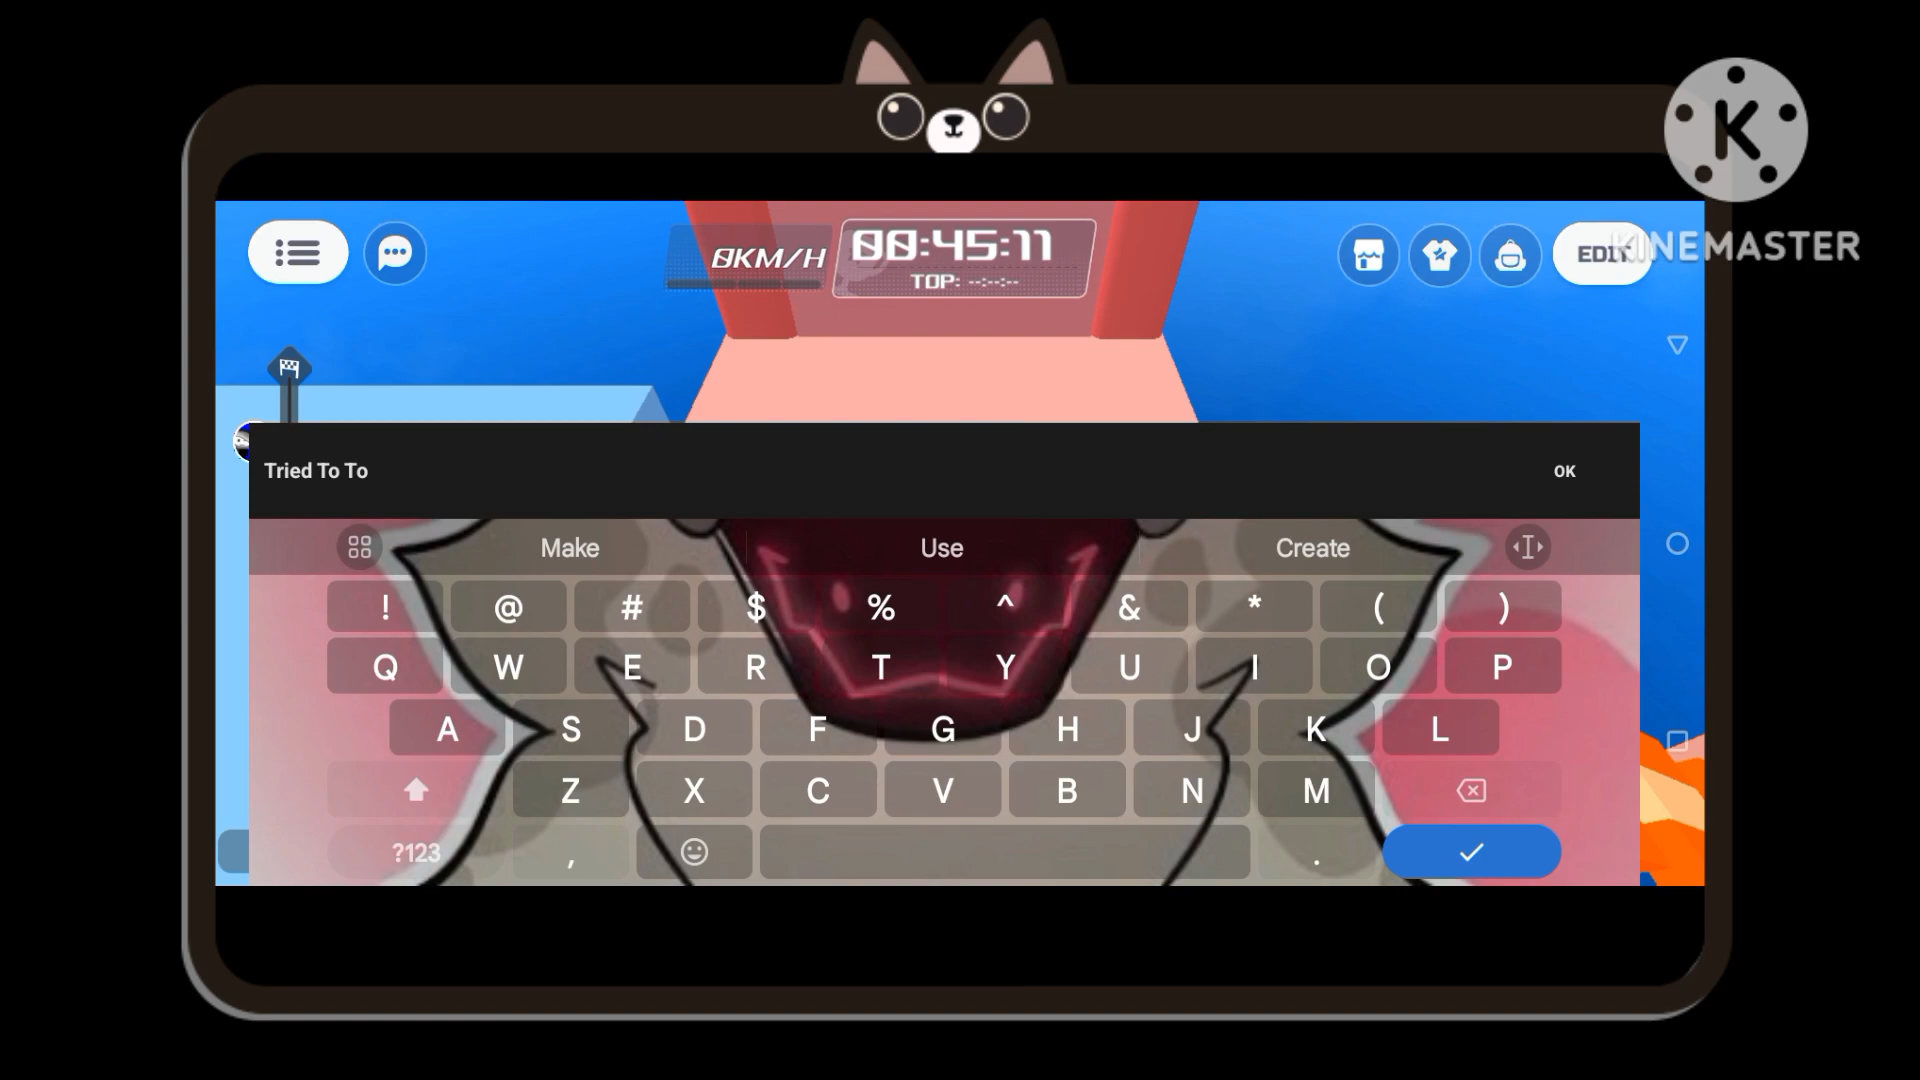 K
KINEMASTER
0KM/H
00:45:11
TOP: --:--:--
EDIT
Tried To To
OK
Make Use Create
! @ # $ % ^ & * ( )
Q W E R T Y U I O P
A S D F G H J K L
Z X C V B N M
?123 , .